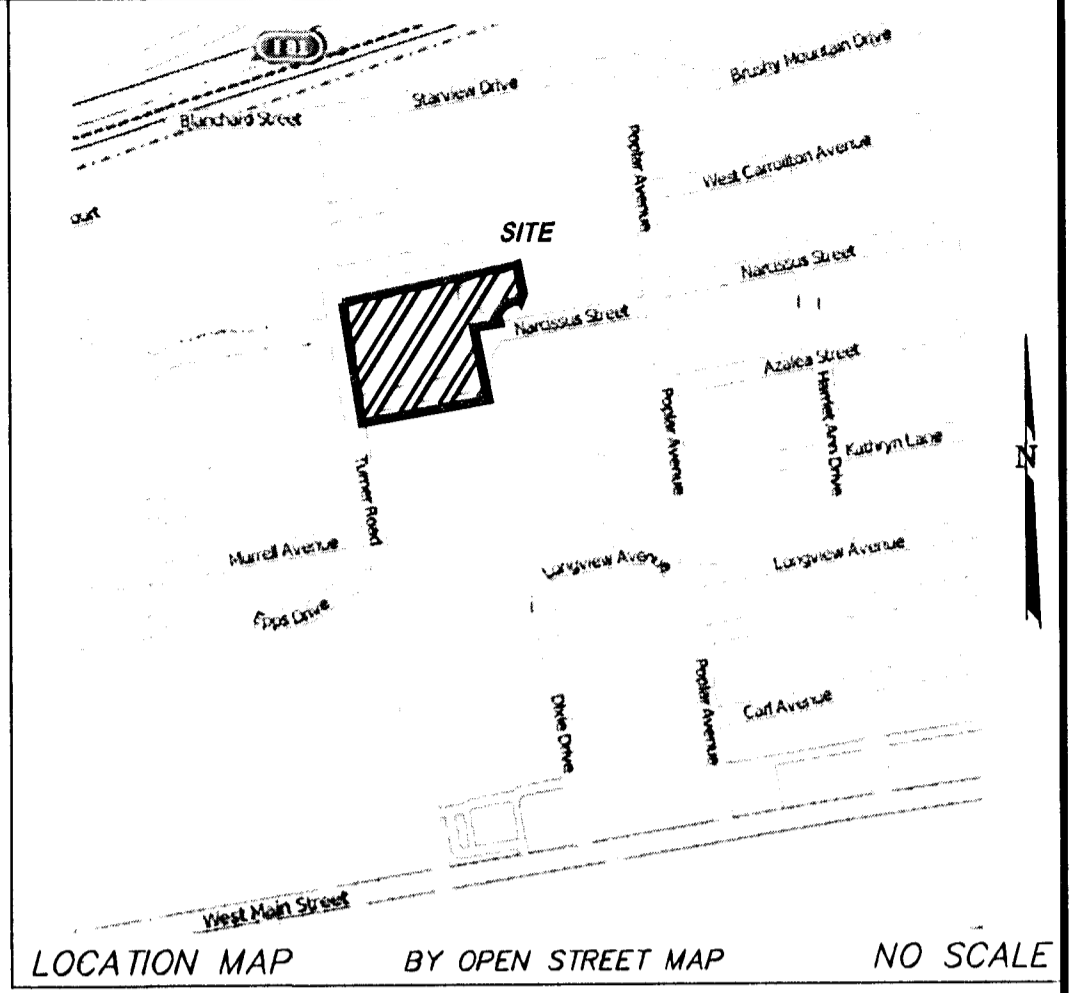 Brushy Mountain Drive
Starview Drive
Blanchard Street
Poplar Avenue
West Carrollton Avenue
ourt
SITE
Narcissus Street
Narcissus Street
Azalea Street
Harriet Ann Drive
Poplar Avenue
Kathryn Lane
N
Turner Road
Murrell Avenue
Longview Avenue
Longview Avenue
Epps Drive
Poplar Avenue
Dixie Drive
Carl Avenue
West Main Street
LOCATION MAP BY OPEN STREET MAP NO SCALE